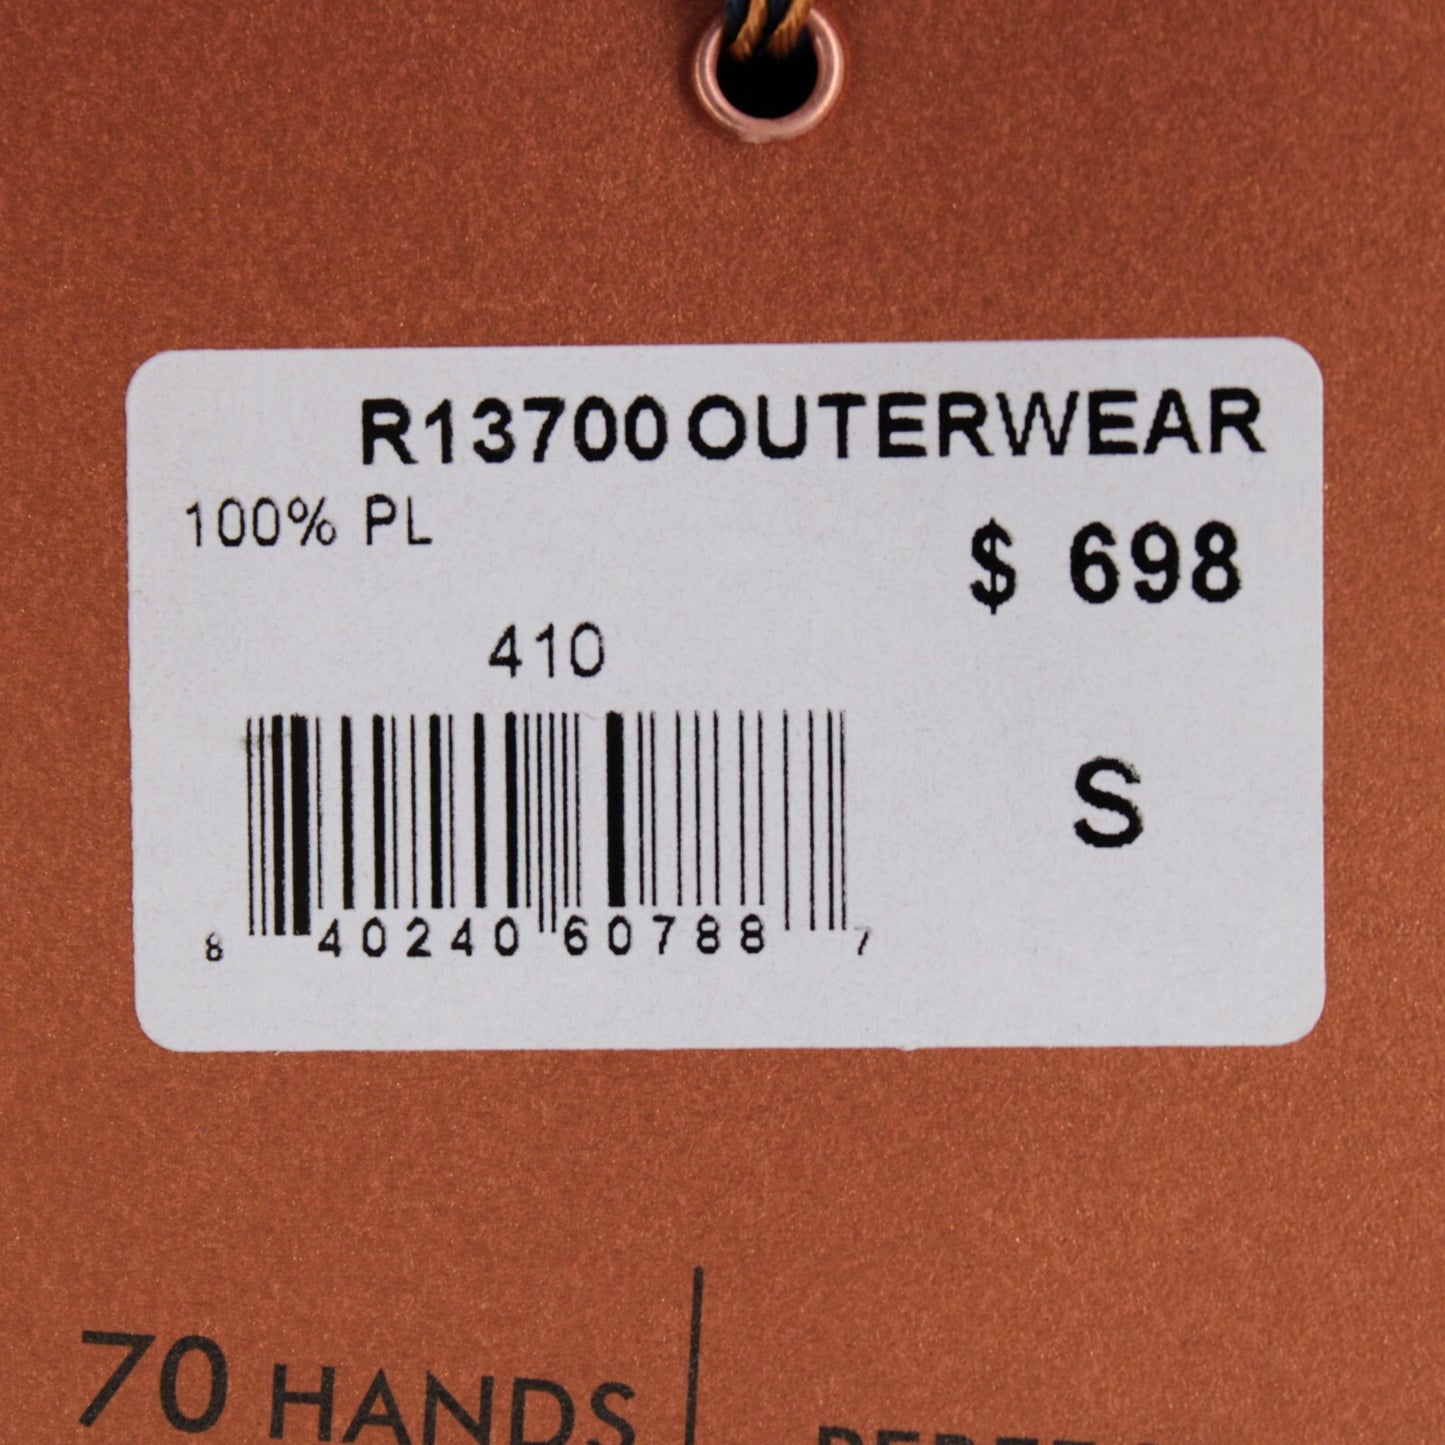 R13700 OUTERWEAR
100% PL
$ 698
410
S
8 40240 60788 7
70 HANDS